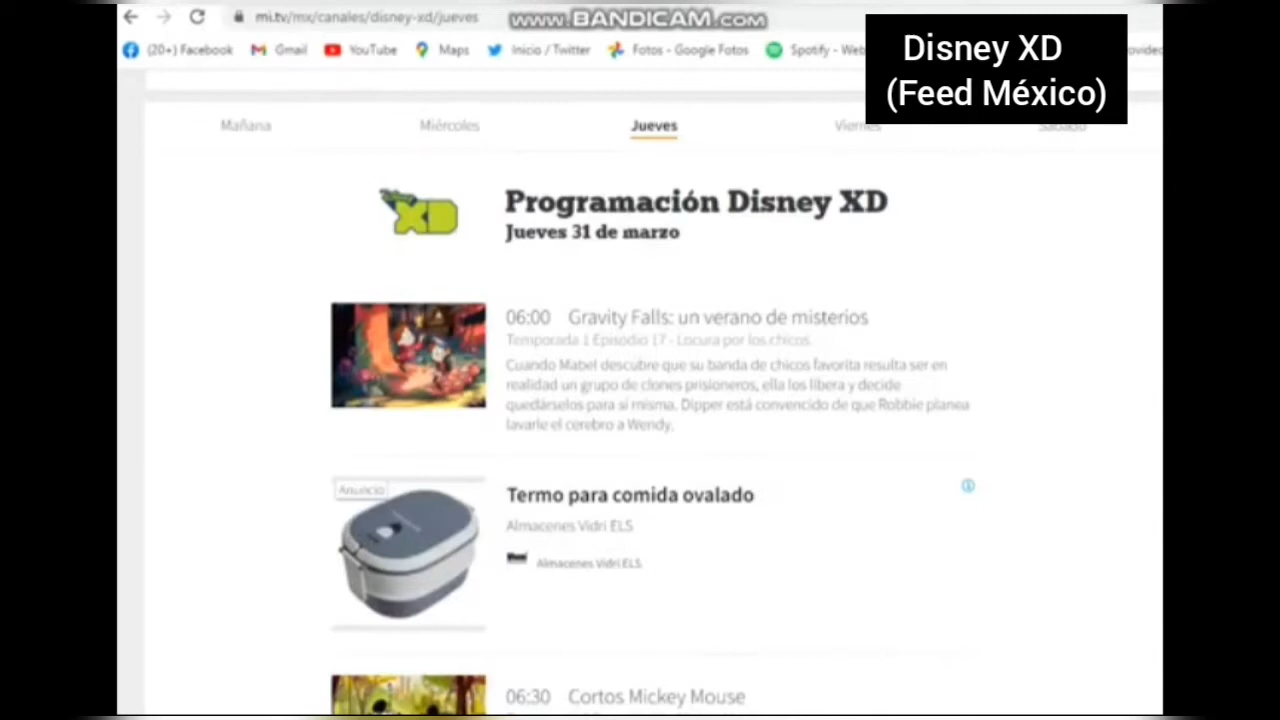 mi.tv/mx/canales/disney-xd/jueves
www.BANDICAM.COM
Disney XD
(Feed México)
(20+) Facebook
Gmail
YouTube
Maps
Inicio / Twitter
Fotos - Google Fotos
Spotify - Web
Mañana
Miércoles
Jueves
Viernes
Sábado
XD
Programación Disney XD
Jueves 31 de marzo
06:00 Gravity Falls: un verano de misterios
Temporada 1 Episodio 17 - Locura por los chicos.
Cuando Mabel descubre que su banda de chicos favorita resulta ser en
realidad un grupo de clones prisioneros, ella los libera y decide
quedárselos para si misma. Dipper está convencido de que Robbie planea
lavarle el cerebro a Wendy.
Anuncio
Termo para comida ovalado
Almacenes Vidri ELS
Almacenes Vidri ELS
06:30 Cortos Mickey Mouse